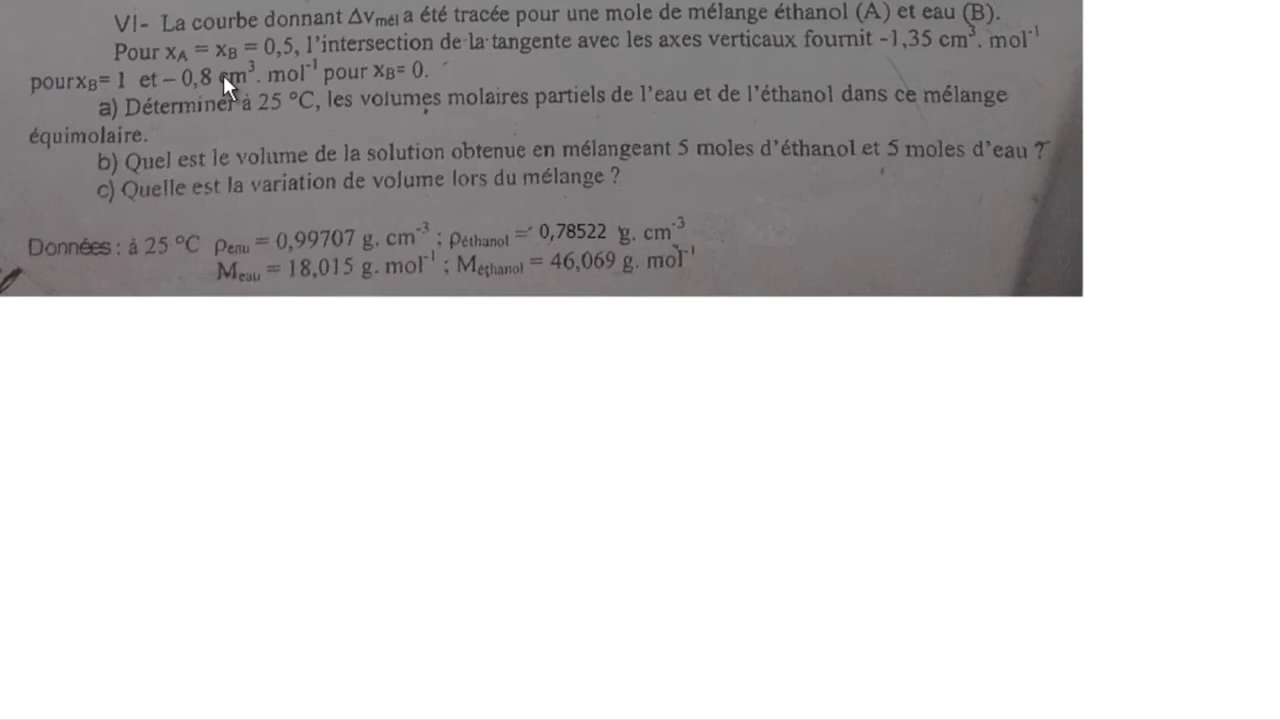 VI- La courbe donnant Δvmél a été tracée pour une mole de mélange éthanol (A) et eau (B).
Pour xA = xB = 0,5, l'intersection de la tangente avec les axes verticaux fournit -1,35 cm³. mol⁻¹
pour xB= 1 et – 0,8 cm³. mol⁻¹ pour xB= 0.
a) Déterminer à 25 °C, les volumes molaires partiels de l'eau et de l'éthanol dans ce mélange
équimolaire.
b) Quel est le volume de la solution obtenue en mélangeant 5 moles d'éthanol et 5 moles d'eau ?
c) Quelle est la variation de volume lors du mélange ?
Données : à 25 °C ρeau = 0,99707 g. cm⁻³ ; ρéthanol = 0,78522 g. cm⁻³
Meau = 18,015 g. mol⁻¹ ; Méthanol = 46,069 g. mol⁻¹